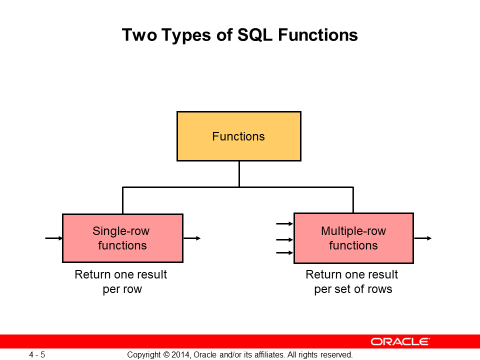 Two Types of SQL Functions
Functions
Single-row
functions
Multiple-row
functions
Return one result
per row
Return one result
per set of rows
ORACLE
4 - 5
Copyright © 2014, Oracle and/or its affiliates. All rights reserved.